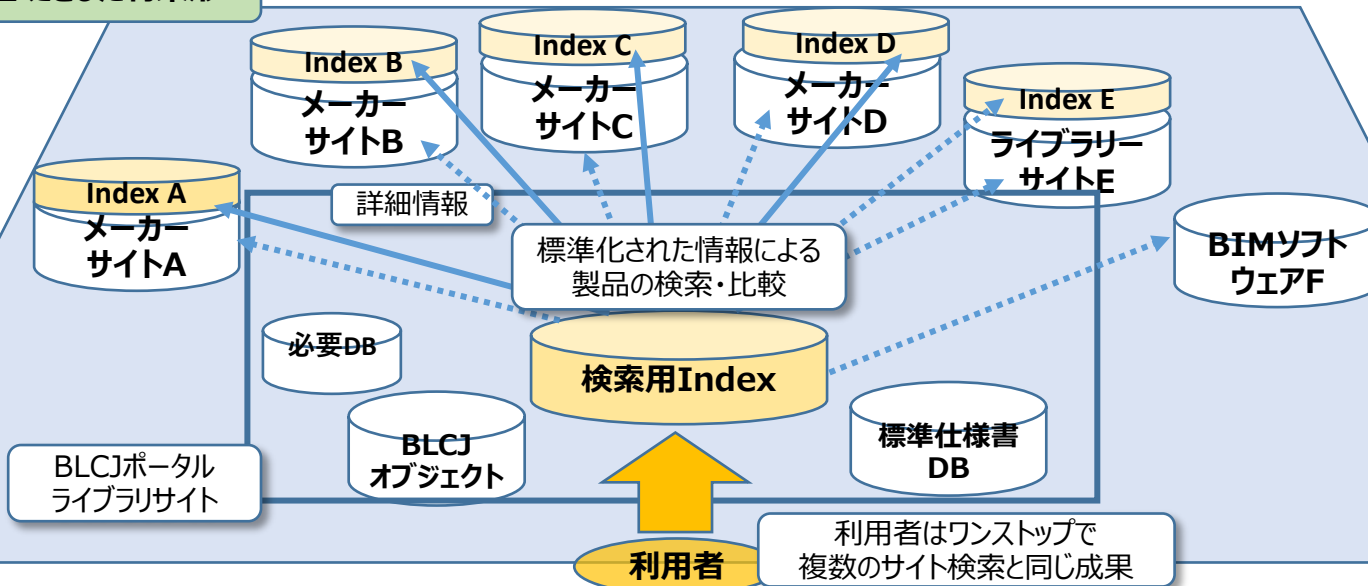 Index A
メーカー
サイトA
Index B
メーカー
サイトB
Index C
メーカー
サイトC
Index D
メーカー
サイトD
Index E
ライブラリー
サイトE
BIMソフト
ウェアF
詳細情報
標準化された情報による
製品の検索・比較
必要DB
検索用Index
BLCJ
オブジェクト
標準仕様書
DB
BLCJポータル
ライブラリサイト
利用者
利用者はワンストップで
複数のサイト検索と同じ成果